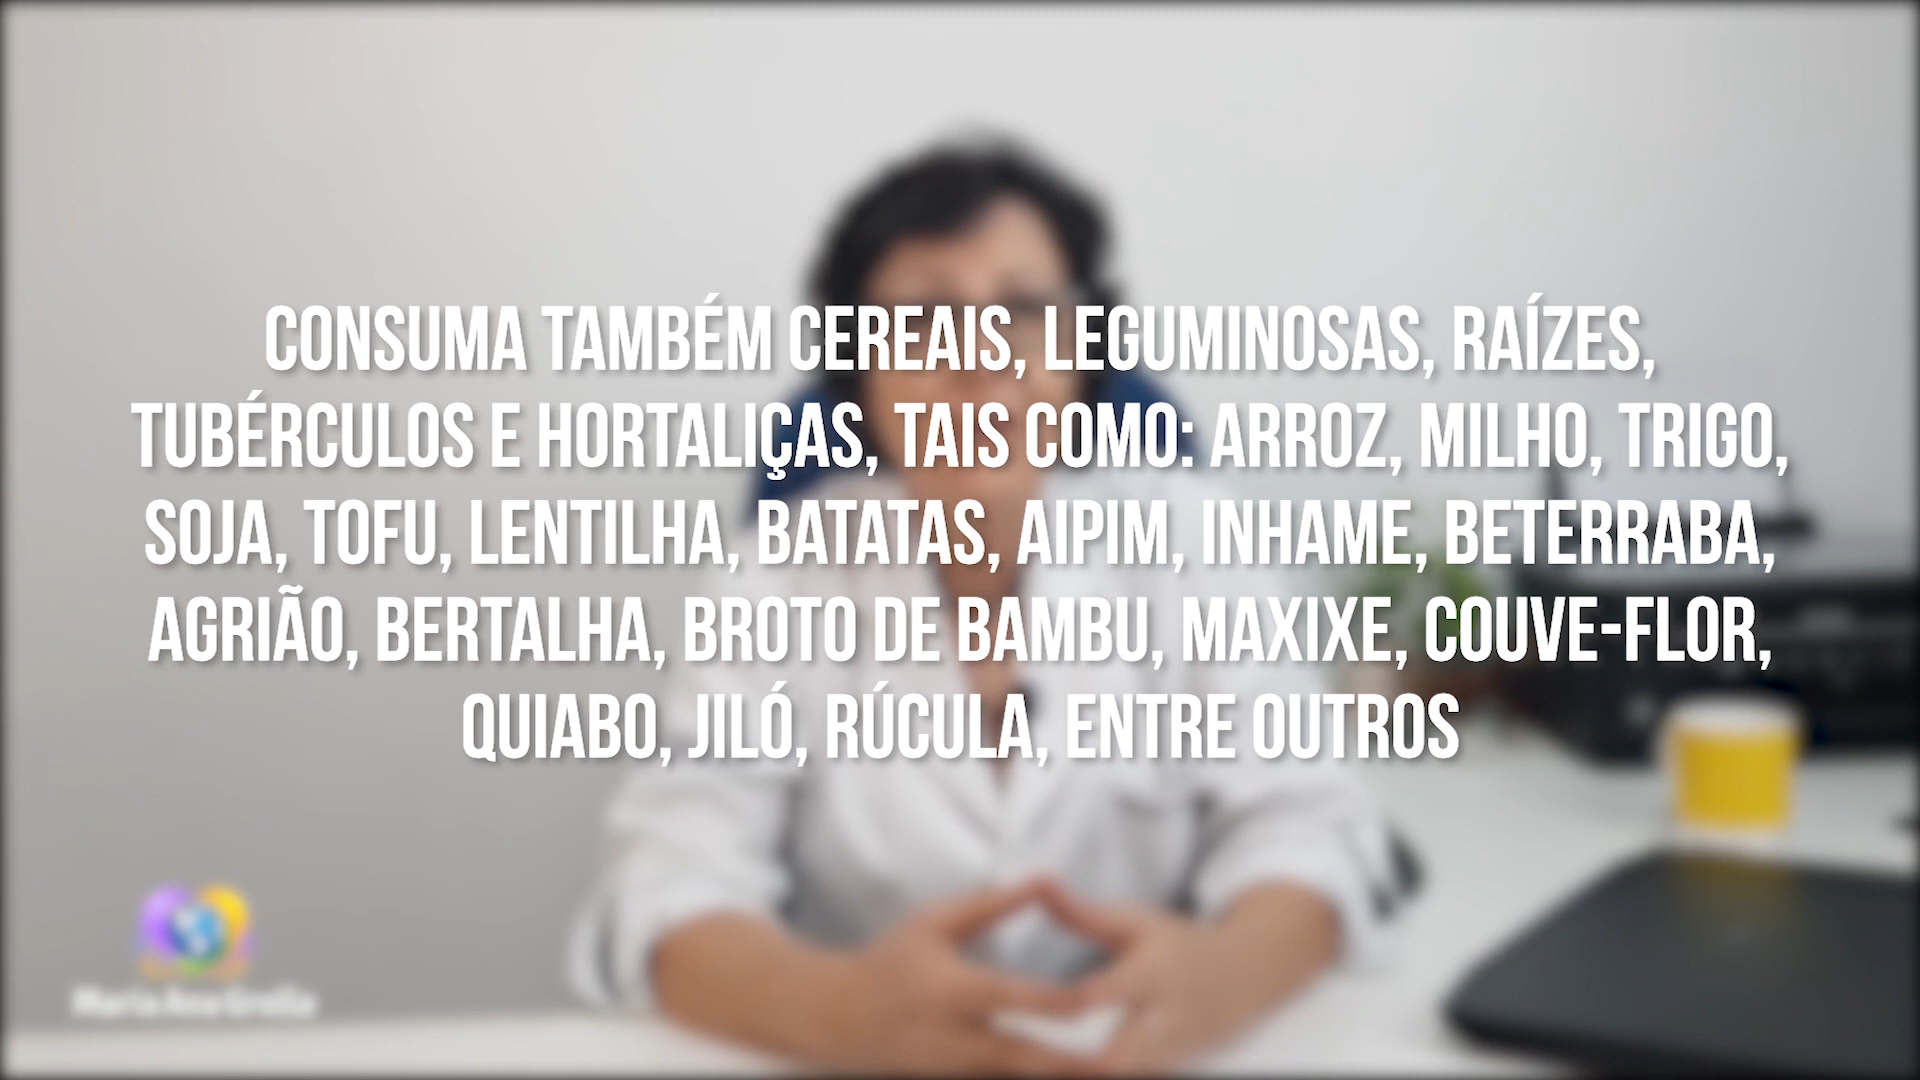 CONSUMA TAMBÉM CEREAIS, LEGUMINOSAS, RAÍZES,
TUBÉRCULOS E HORTALIÇAS, TAIS COMO: ARROZ, MILHO, TRIGO,
SOJA, TOFU, LENTILHA, BATATAS, AIPIM, INHAME, BETERRABA,
AGRIÃO, BERTALHA, BROTO DE BAMBU, MAXIXE, COUVE-FLOR,
QUIABO, JILÓ, RÚCULA, ENTRE OUTROS